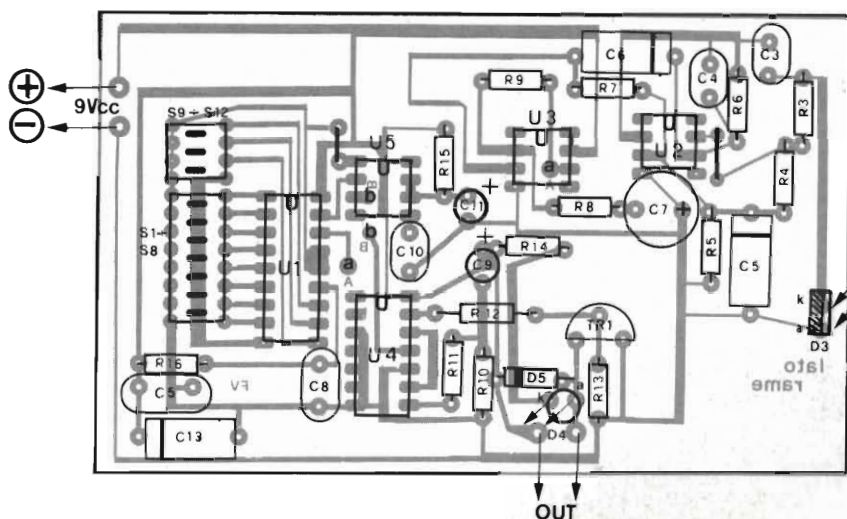 +
9Vcc
−
S9÷S12
S1÷
S8
U1
U5
B
b
b
B
a
A
R15
+
C11
C10
+
C9
R14
U4
R12
R11
R10
R16
C5
FV
C8
C13
R9
C6
R7
U3
a
A
R8
C7
+
C4
C3
R6
R3
U2
R4
R5
C5
k
a
D3
lato
rame
TR1
D5
k
a
D4
R13
OUT